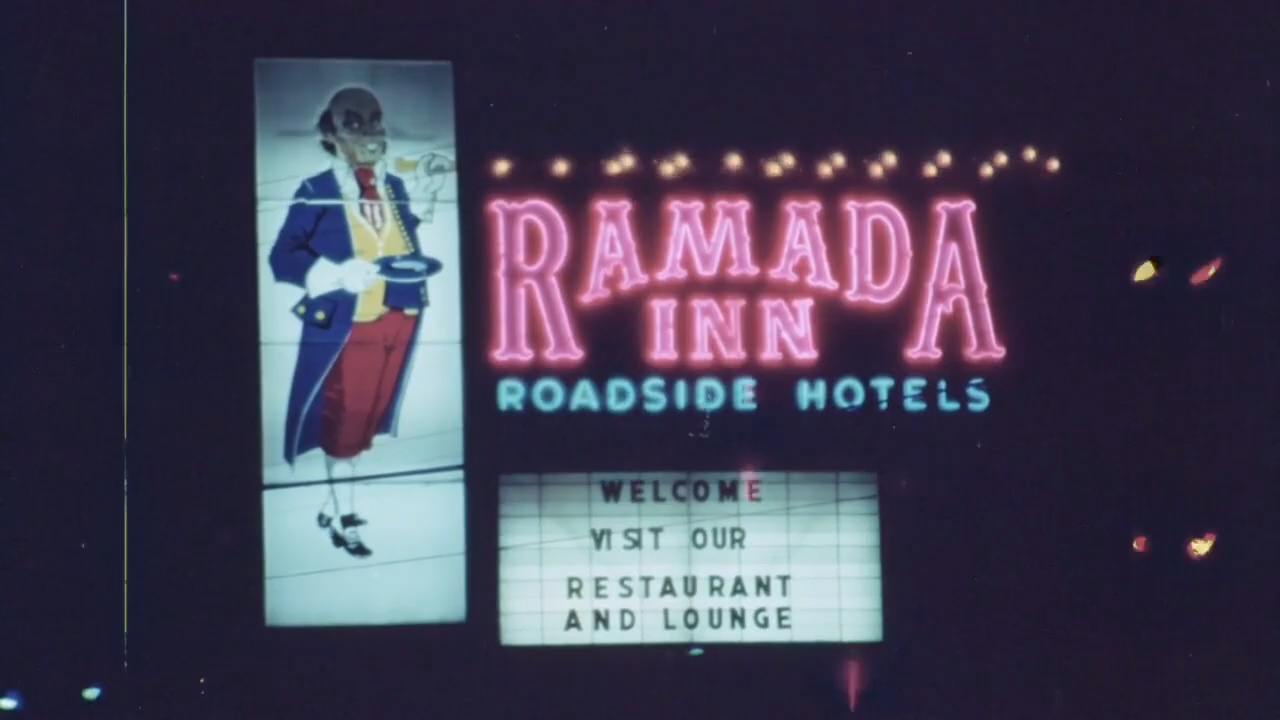 RAMADA
INN
ROADSIDE HOTELS
WELCOME
VISIT OUR
RESTAURANT
AND LOUNGE